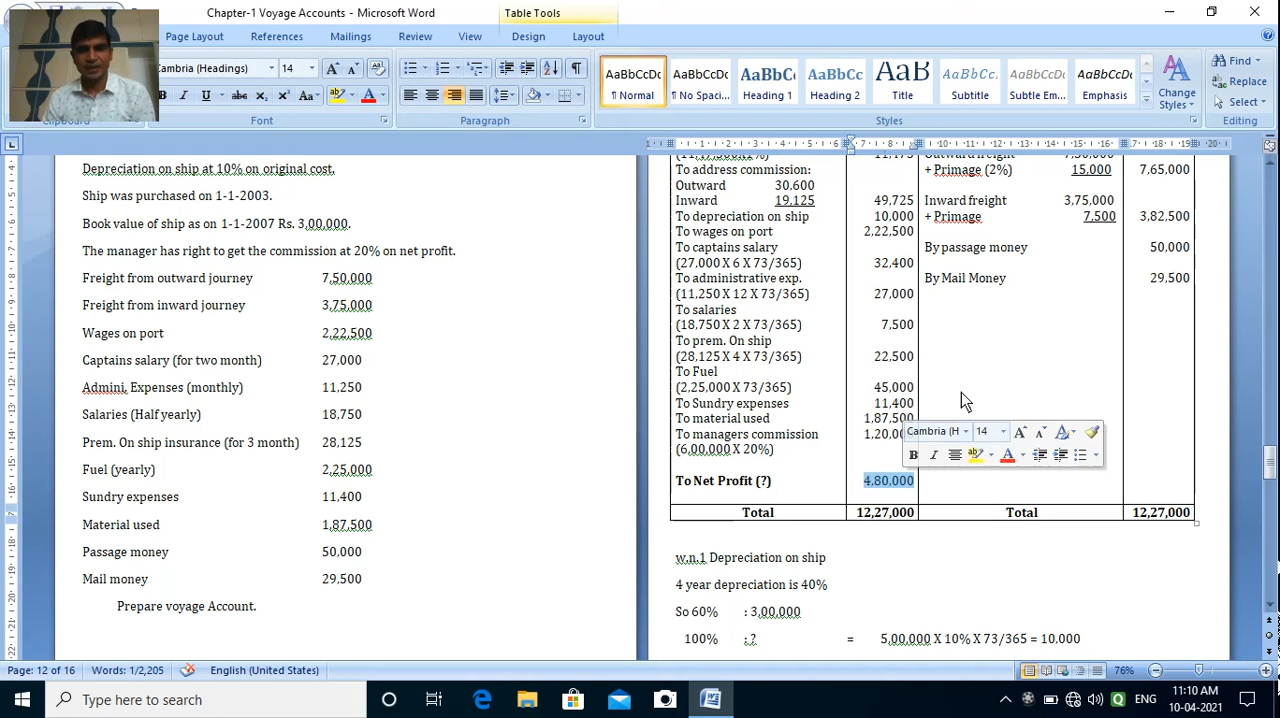 Chapter-1 Voyage Accounts - Microsoft Word
Table Tools
Page Layout
References
Mailings
Review
View
Design
Layout
Cambria (Headings)
14
Font
Paragraph
AaBbCcDc
¶ Normal
AaBbCcDc
¶ No Spaci...
AaBbC
Heading 1
AaBbCc
Heading 2
AaB
Title
AaBbCc
Subtitle
AaBbCcDc
Subtle Em...
AaBbCcDc
Emphasis
Change
Styles
Styles
Find
Replace
Select
Editing
Depreciation on ship at 10% on original cost.
Ship was purchased on 1-1-2003.
Book value of ship as on 1-1-2007 Rs. 3,00,000.
The manager has right to get the commission at 20% on net profit.
Freight from outward journey 7,50,000
Freight from inward journey 3,75,000
Wages on port 2,22,500
Captains salary (for two month) 27,000
Admini. Expenses (monthly) 11,250
Salaries (Half yearly) 18,750
Prem. On ship insurance (for 3 month) 28,125
Fuel (yearly) 2,25,000
Sundry expenses 11,400
Material used 1,87,500
Passage money 50,000
Mail money 29,500
Prepare voyage Account.
To address commission: + Primage (2%) 15,000 7,65,000
Outward 30,600
Inward 19,125 49,725 Inward freight 3,75,000
To depreciation on ship 10,000 + Primage 7,500 3,82,500
To wages on port 2,22,500
To captains salary By passage money 50,000
(27,000 X 6 X 73/365) 32,400
To administrative exp. By Mail Money 29,500
(11,250 X 12 X 73/365) 27,000
To salaries
(18,750 X 2 X 73/365) 7,500
To prem. On ship
(28,125 X 4 X 73/365) 22,500
To Fuel
(2,25,000 X 73/365) 45,000
To Sundry expenses 11,400
To material used 1,87,500
To managers commission 1,20,00
(6,00,000 X 20%)
Cambria (H 14
To Net Profit (?) 4,80,000
Total 12,27,000 Total 12,27,000
w.n.1 Depreciation on ship
4 year depreciation is 40%
So 60% : 3,00,000
100% : ? = 5,00,000 X 10% X 73/365 = 10,000
Page: 12 of 16
Words: 1/2,205
English (United States)
76%
Type here to search
ENG
11:10 AM
10-04-2021